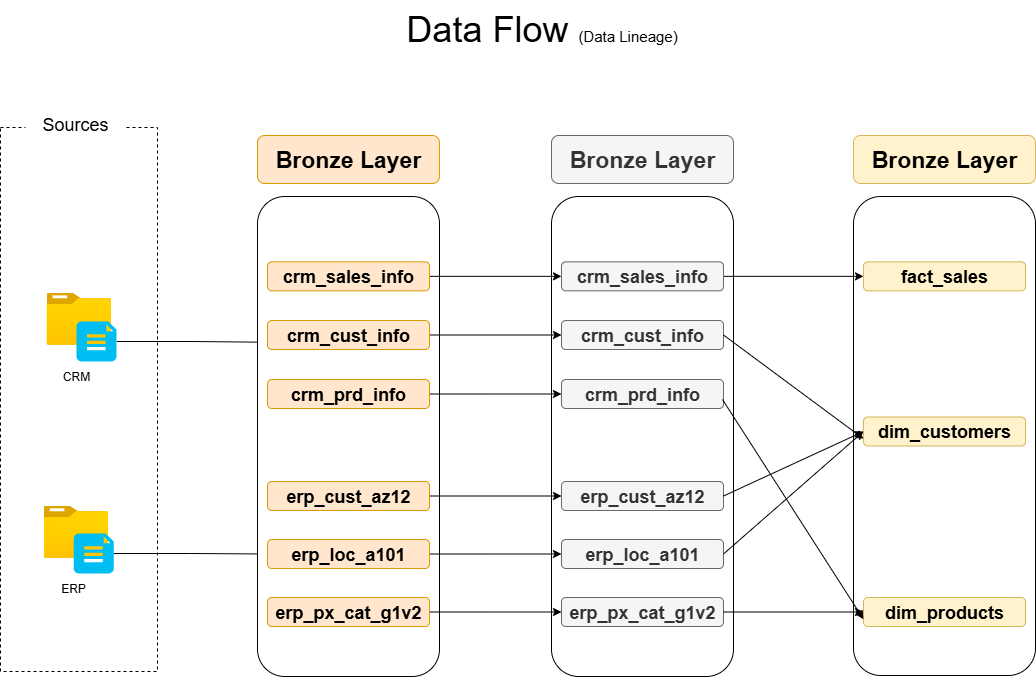 Data Flow (Data Lineage)
Sources
CRM
ERP
Bronze Layer
crm_sales_info
crm_cust_info
crm_prd_info
erp_cust_az12
erp_loc_a101
erp_px_cat_g1v2
Bronze Layer
crm_sales_info
crm_cust_info
crm_prd_info
erp_cust_az12
erp_loc_a101
erp_px_cat_g1v2
Bronze Layer
fact_sales
dim_customers
dim_products